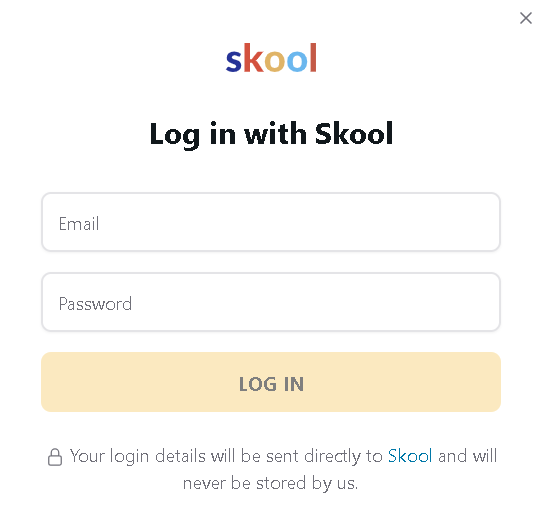 skool
Log in with Skool
Email
Password
LOG IN
Your login details will be sent directly to Skool and will
never be stored by us.